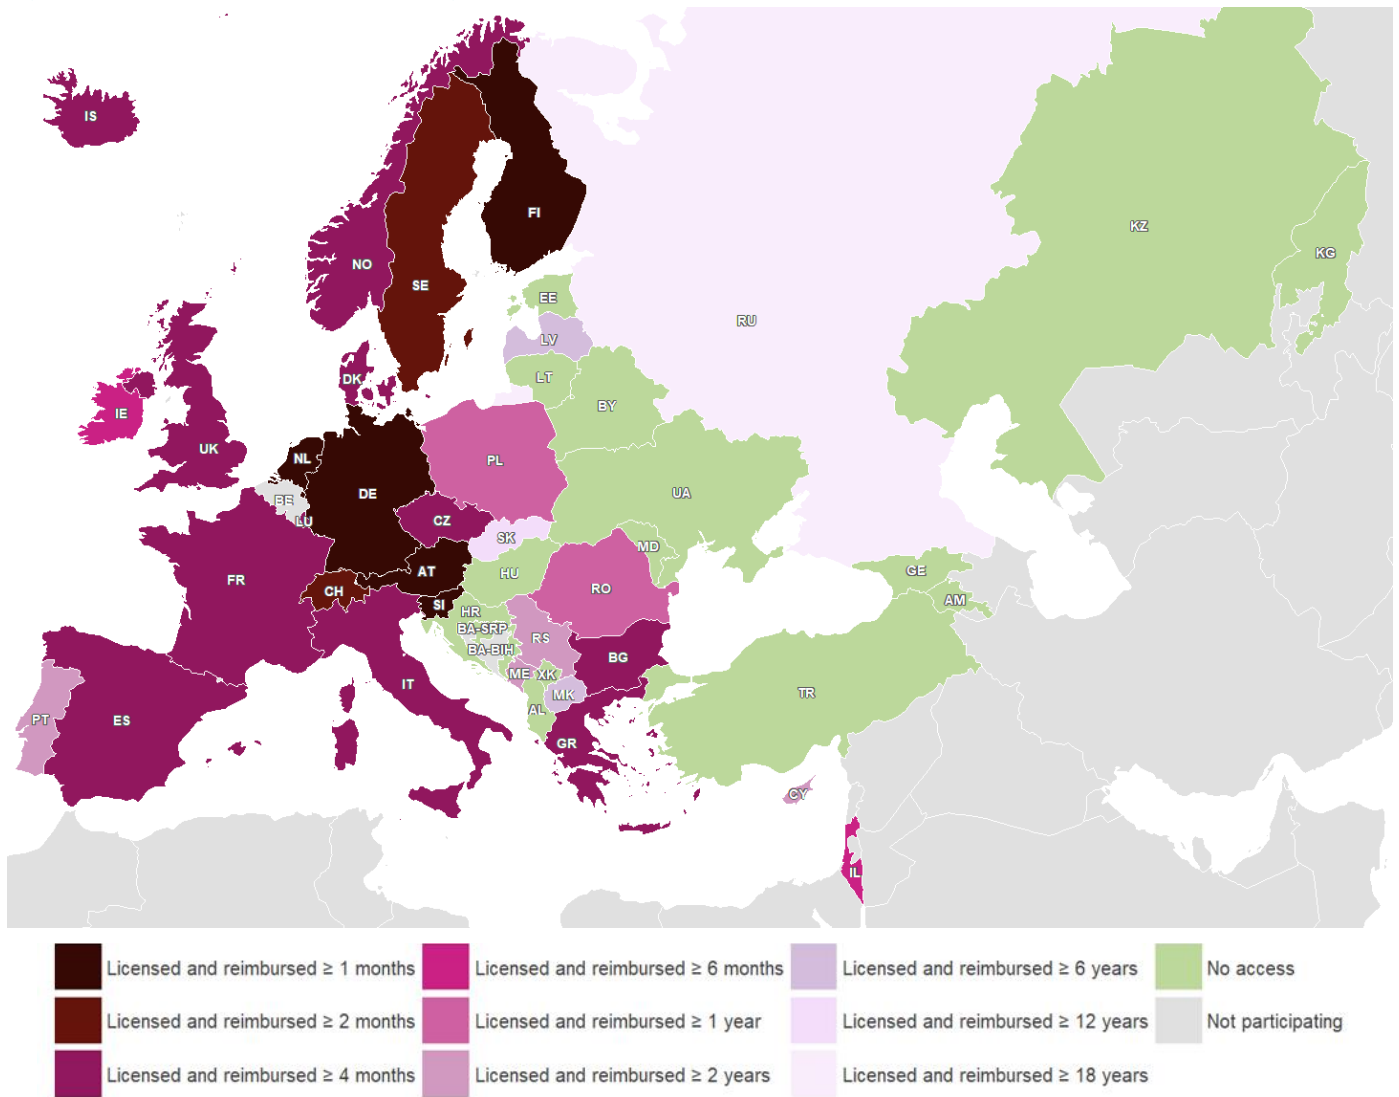 IS
FI
KZ
KG
NO
SE
EE
RU
LV
DK
LT
BY
IE
UK
NL
PL
DE
BE
UA
LU
CZ
SK
MD
FR
AT
HU
GE
CH
RO
AM
SI
HR
BA-SRP
RS
BA-BIH
BG
ME
XK
IT
MK
TR
PT
ES
AL
GR
CY
IL
Licensed and reimbursed ≥ 1 months
Licensed and reimbursed ≥ 6 months
Licensed and reimbursed ≥ 6 years
No access
Licensed and reimbursed ≥ 2 months
Licensed and reimbursed ≥ 1 year
Licensed and reimbursed ≥ 12 years
Not participating
Licensed and reimbursed ≥ 4 months
Licensed and reimbursed ≥ 2 years
Licensed and reimbursed ≥ 18 years